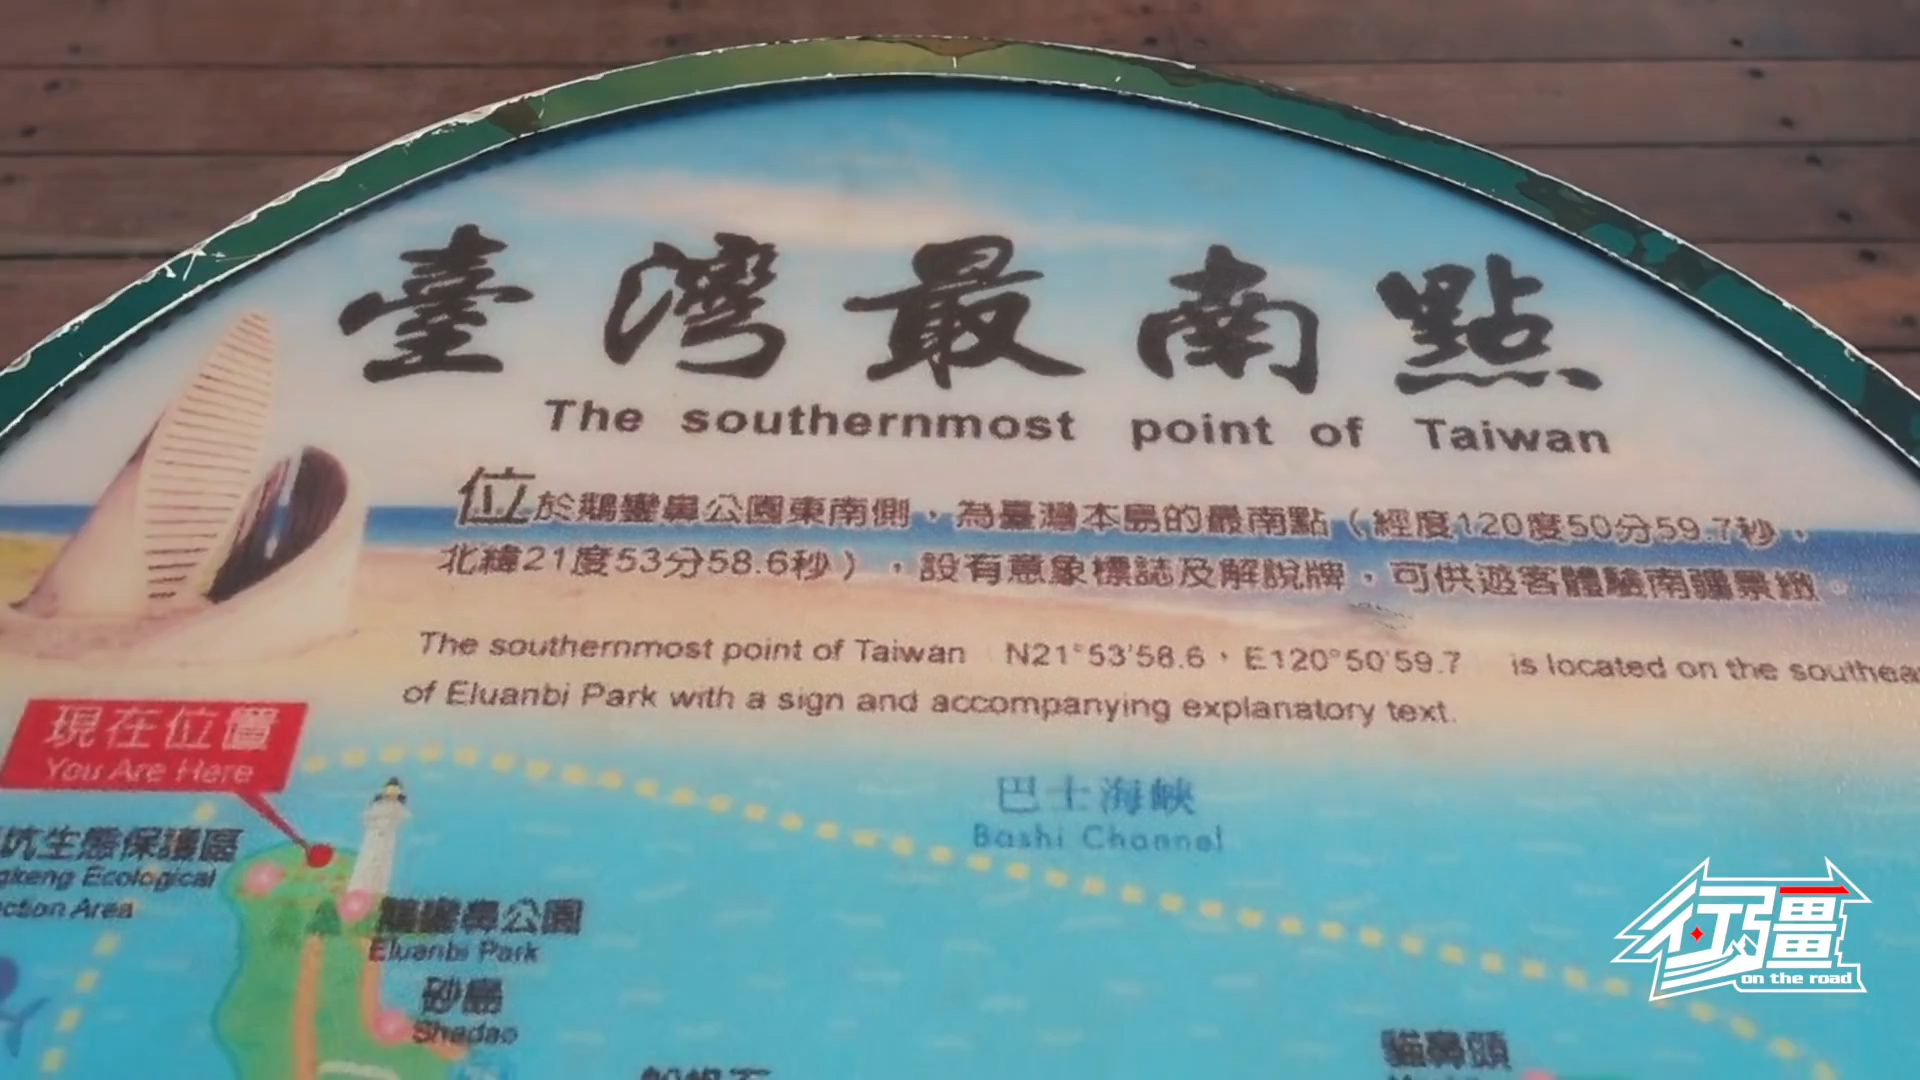 臺灣最南點
The southernmost point of Taiwan
位於鵝鑾鼻公園東南側，為臺灣本島的最南點（經度120度50分59.7秒，
北緯21度53分58.6秒），設有意象標誌及解說牌，可供遊客體驗南疆景緻。
The southernmost point of Taiwan N21°53'58.6，E120°50'59.7 is located on the southea
of Eluanbi Park with a sign and accompanying explanatory text.
現在位置
You Are Here
巴士海峽
Bashi Channel
坑生態保護區
gkeng Ecological
ction Area
鵝鑾鼻公園
Eluanbi Park
砂島
Shadao
貓鼻頭
on the road